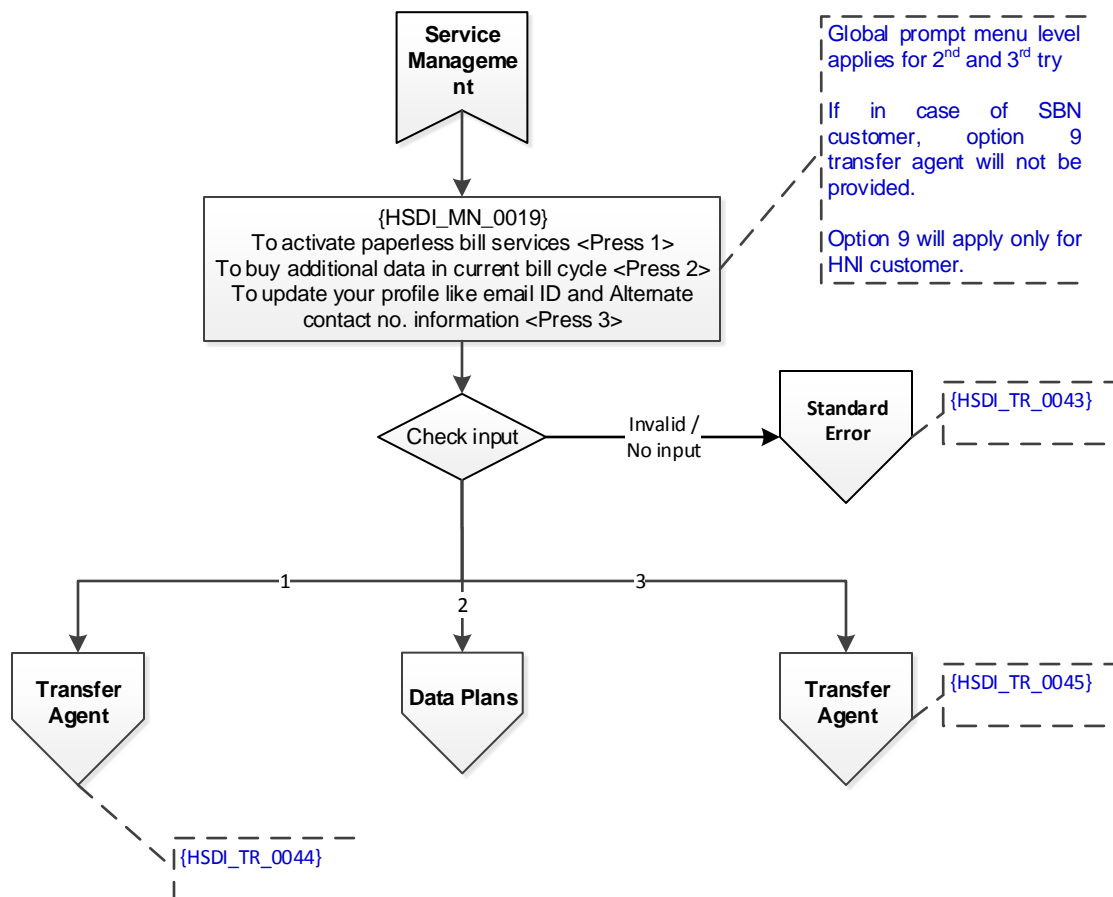 Service
Manageme
nt
Global prompt menu level
applies for 2nd and 3rd try
If in case of SBN
customer, option 9
transfer agent will not be
provided.
Option 9 will apply only for
HNI customer.
{HSDI_MN_0019}
To activate paperless bill services <Press 1>
To buy additional data in current bill cycle <Press 2>
To update your profile like email ID and Alternate
contact no. information <Press 3>
Check input
Invalid /
No input
Standard
Error
{HSDI_TR_0043}
1
2
3
Transfer
Agent
Data Plans
Transfer
Agent
{HSDI_TR_0045}
{HSDI_TR_0044}